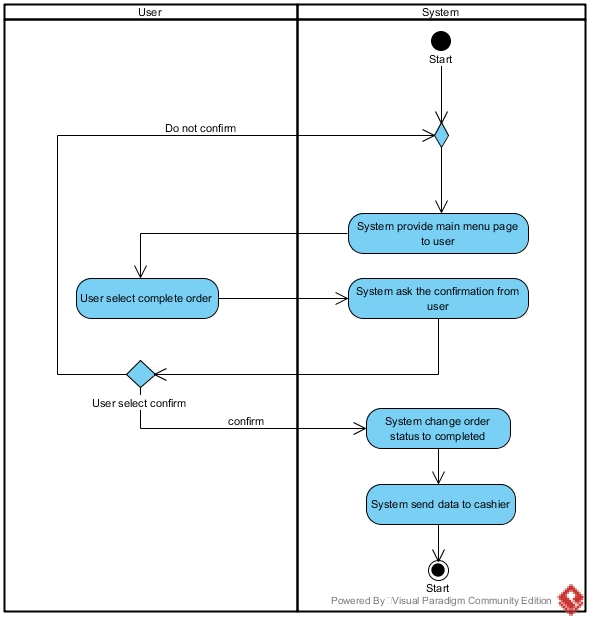 User
System
Start
Do not confirm
System provide main menu page
to user
User select complete order
System ask the confirmation from
user
User select confirm
confirm
System change order
status to completed
System send data to cashier
Start
Powered By Visual Paradigm Community Edition